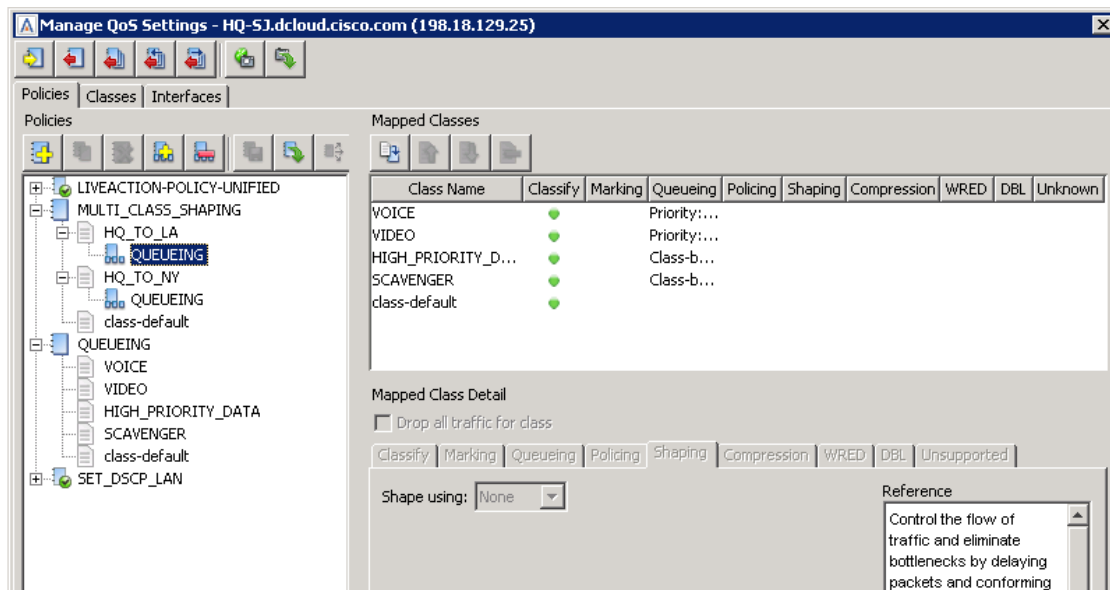 Manage QoS Settings - HQ-SJ.dcloud.cisco.com (198.18.129.25)
Policies Classes Interfaces
Policies
LIVEACTION-POLICY-UNIFIED
MULTI_CLASS_SHAPING
HQ_TO_LA
QUEUEING
HQ_TO_NY
QUEUEING
class-default
QUEUEING
VOICE
VIDEO
HIGH_PRIORITY_DATA
SCAVENGER
class-default
SET_DSCP_LAN
Mapped Classes
Class Name Classify Marking Queueing Policing Shaping Compression WRED DBL Unknown
VOICE Priority:...
VIDEO Priority:...
HIGH_PRIORITY_D... Class-b...
SCAVENGER Class-b...
class-default
Mapped Class Detail
Drop all traffic for class
Classify Marking Queueing Policing Shaping Compression WRED DBL Unsupported
Shape using: None
Reference
Control the flow of
traffic and eliminate
bottlenecks by delaying
packets and conforming